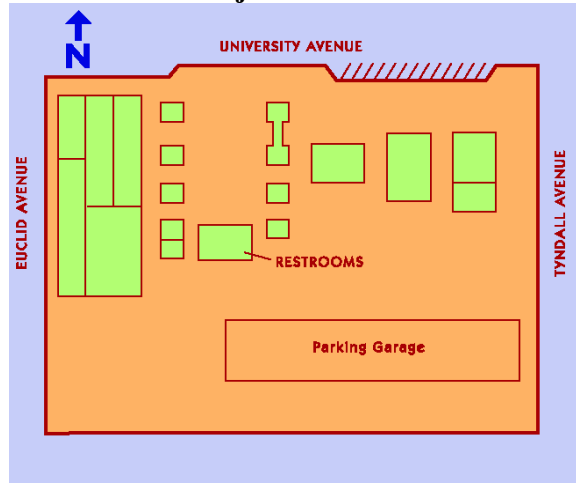 N
UNIVERSITY AVENUE
EUCLID AVENUE
TYNDALL AVENUE
RESTROOMS
Parking Garage